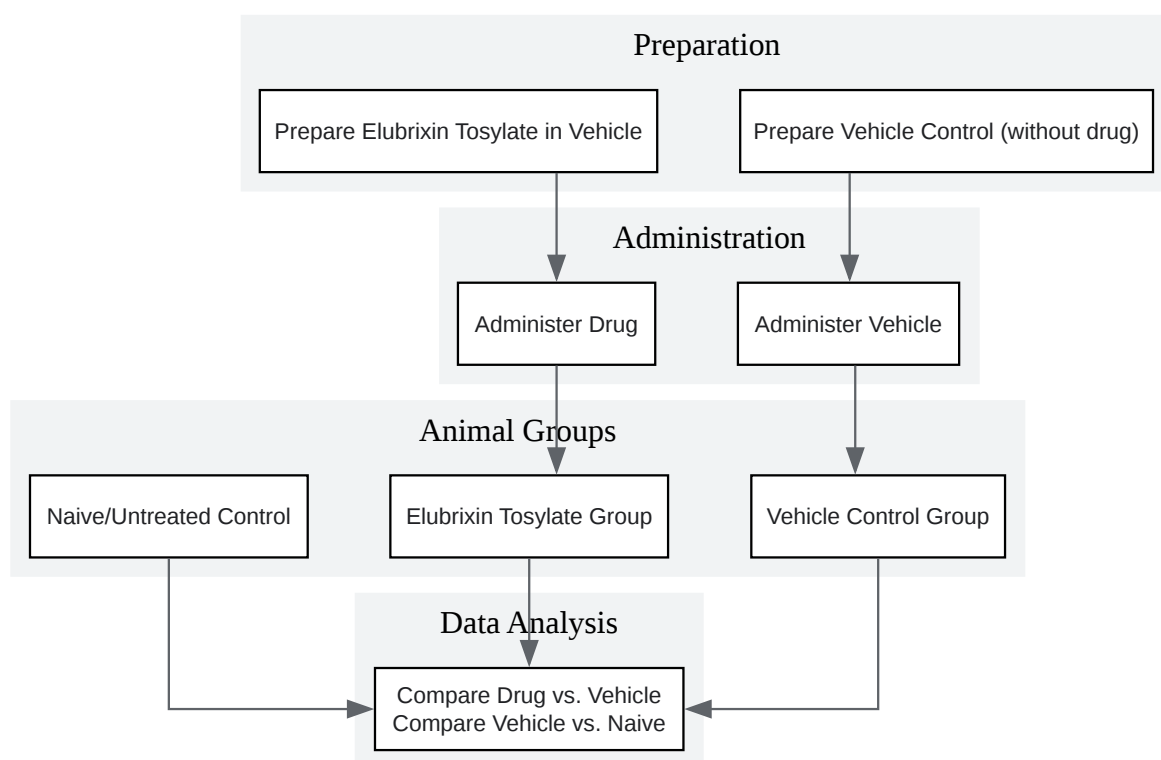 Preparation
Prepare Elubrixin Tosylate in Vehicle
Prepare Vehicle Control (without drug)
Administration
Administer Drug
Administer Vehicle
Animal Groups
Naive/Untreated Control
Elubrixin Tosylate Group
Vehicle Control Group
Data Analysis
Compare Drug vs. Vehicle
Compare Vehicle vs. Naive